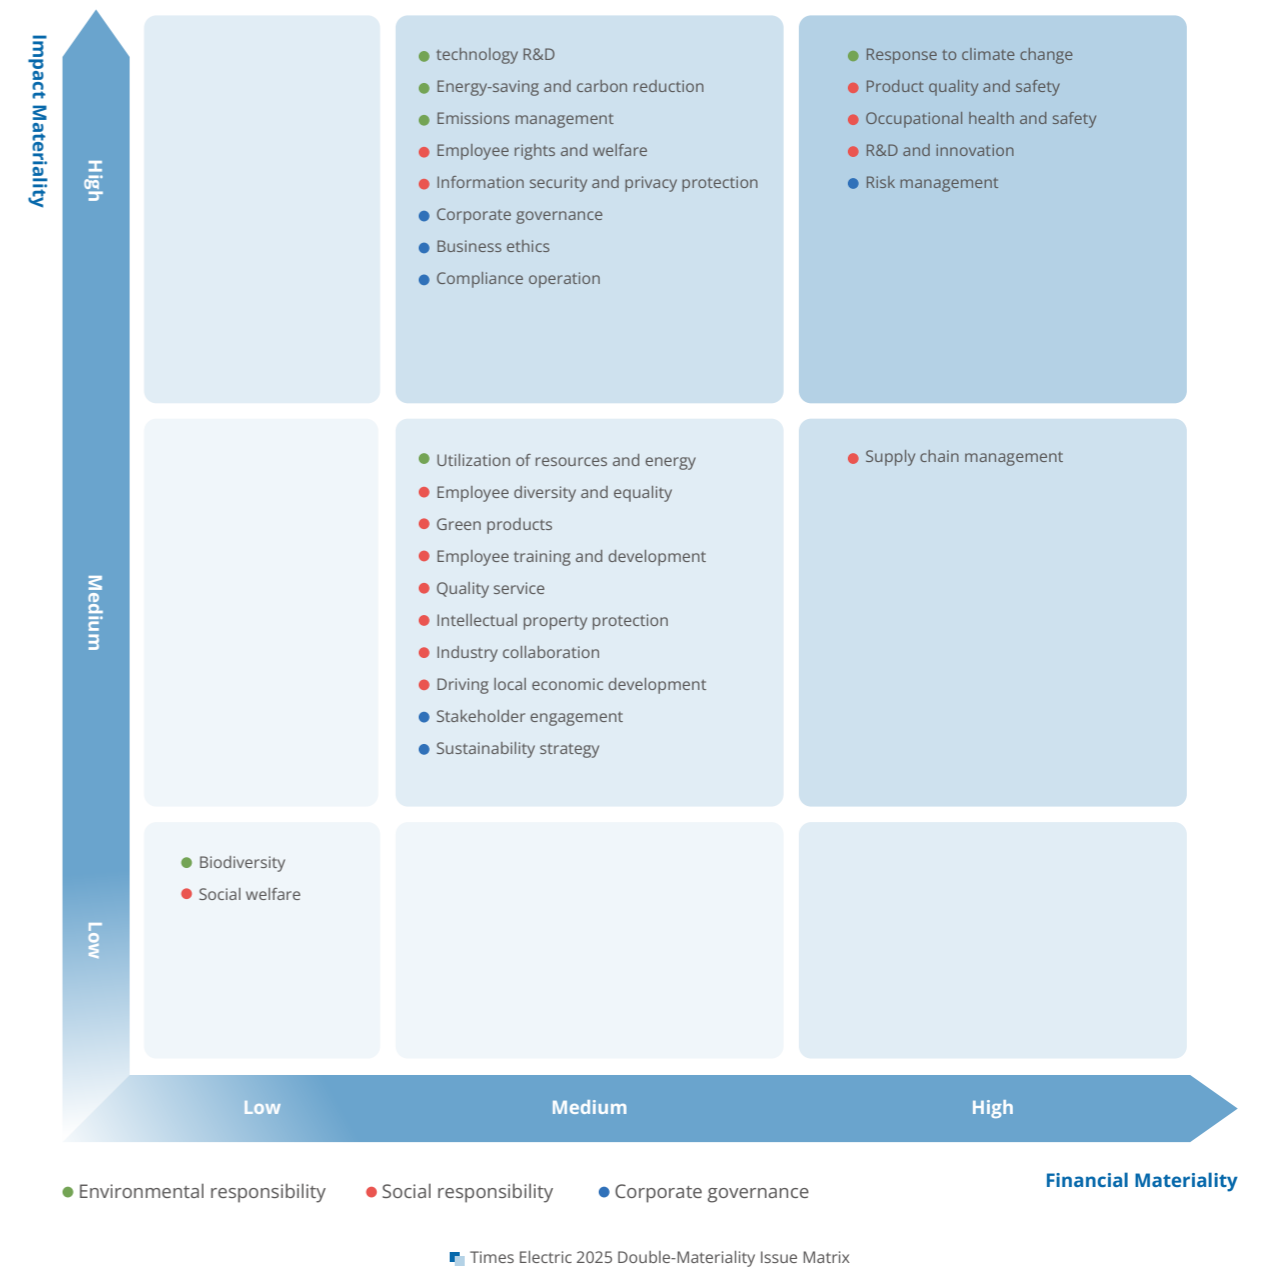 Impact Materiality
High
Medium
Low
technology R&D
Energy-saving and carbon reduction
Emissions management
Employee rights and welfare
Information security and privacy protection
Corporate governance
Business ethics
Compliance operation
Response to climate change
Product quality and safety
Occupational health and safety
R&D and innovation
Risk management
Utilization of resources and energy
Employee diversity and equality
Green products
Employee training and development
Quality service
Intellectual property protection
Industry collaboration
Driving local economic development
Stakeholder engagement
Sustainability strategy
Supply chain management
Biodiversity
Social welfare
Low
Medium
High
Financial Materiality
Environmental responsibility
Social responsibility
Corporate governance
Times Electric 2025 Double-Materiality Issue Matrix